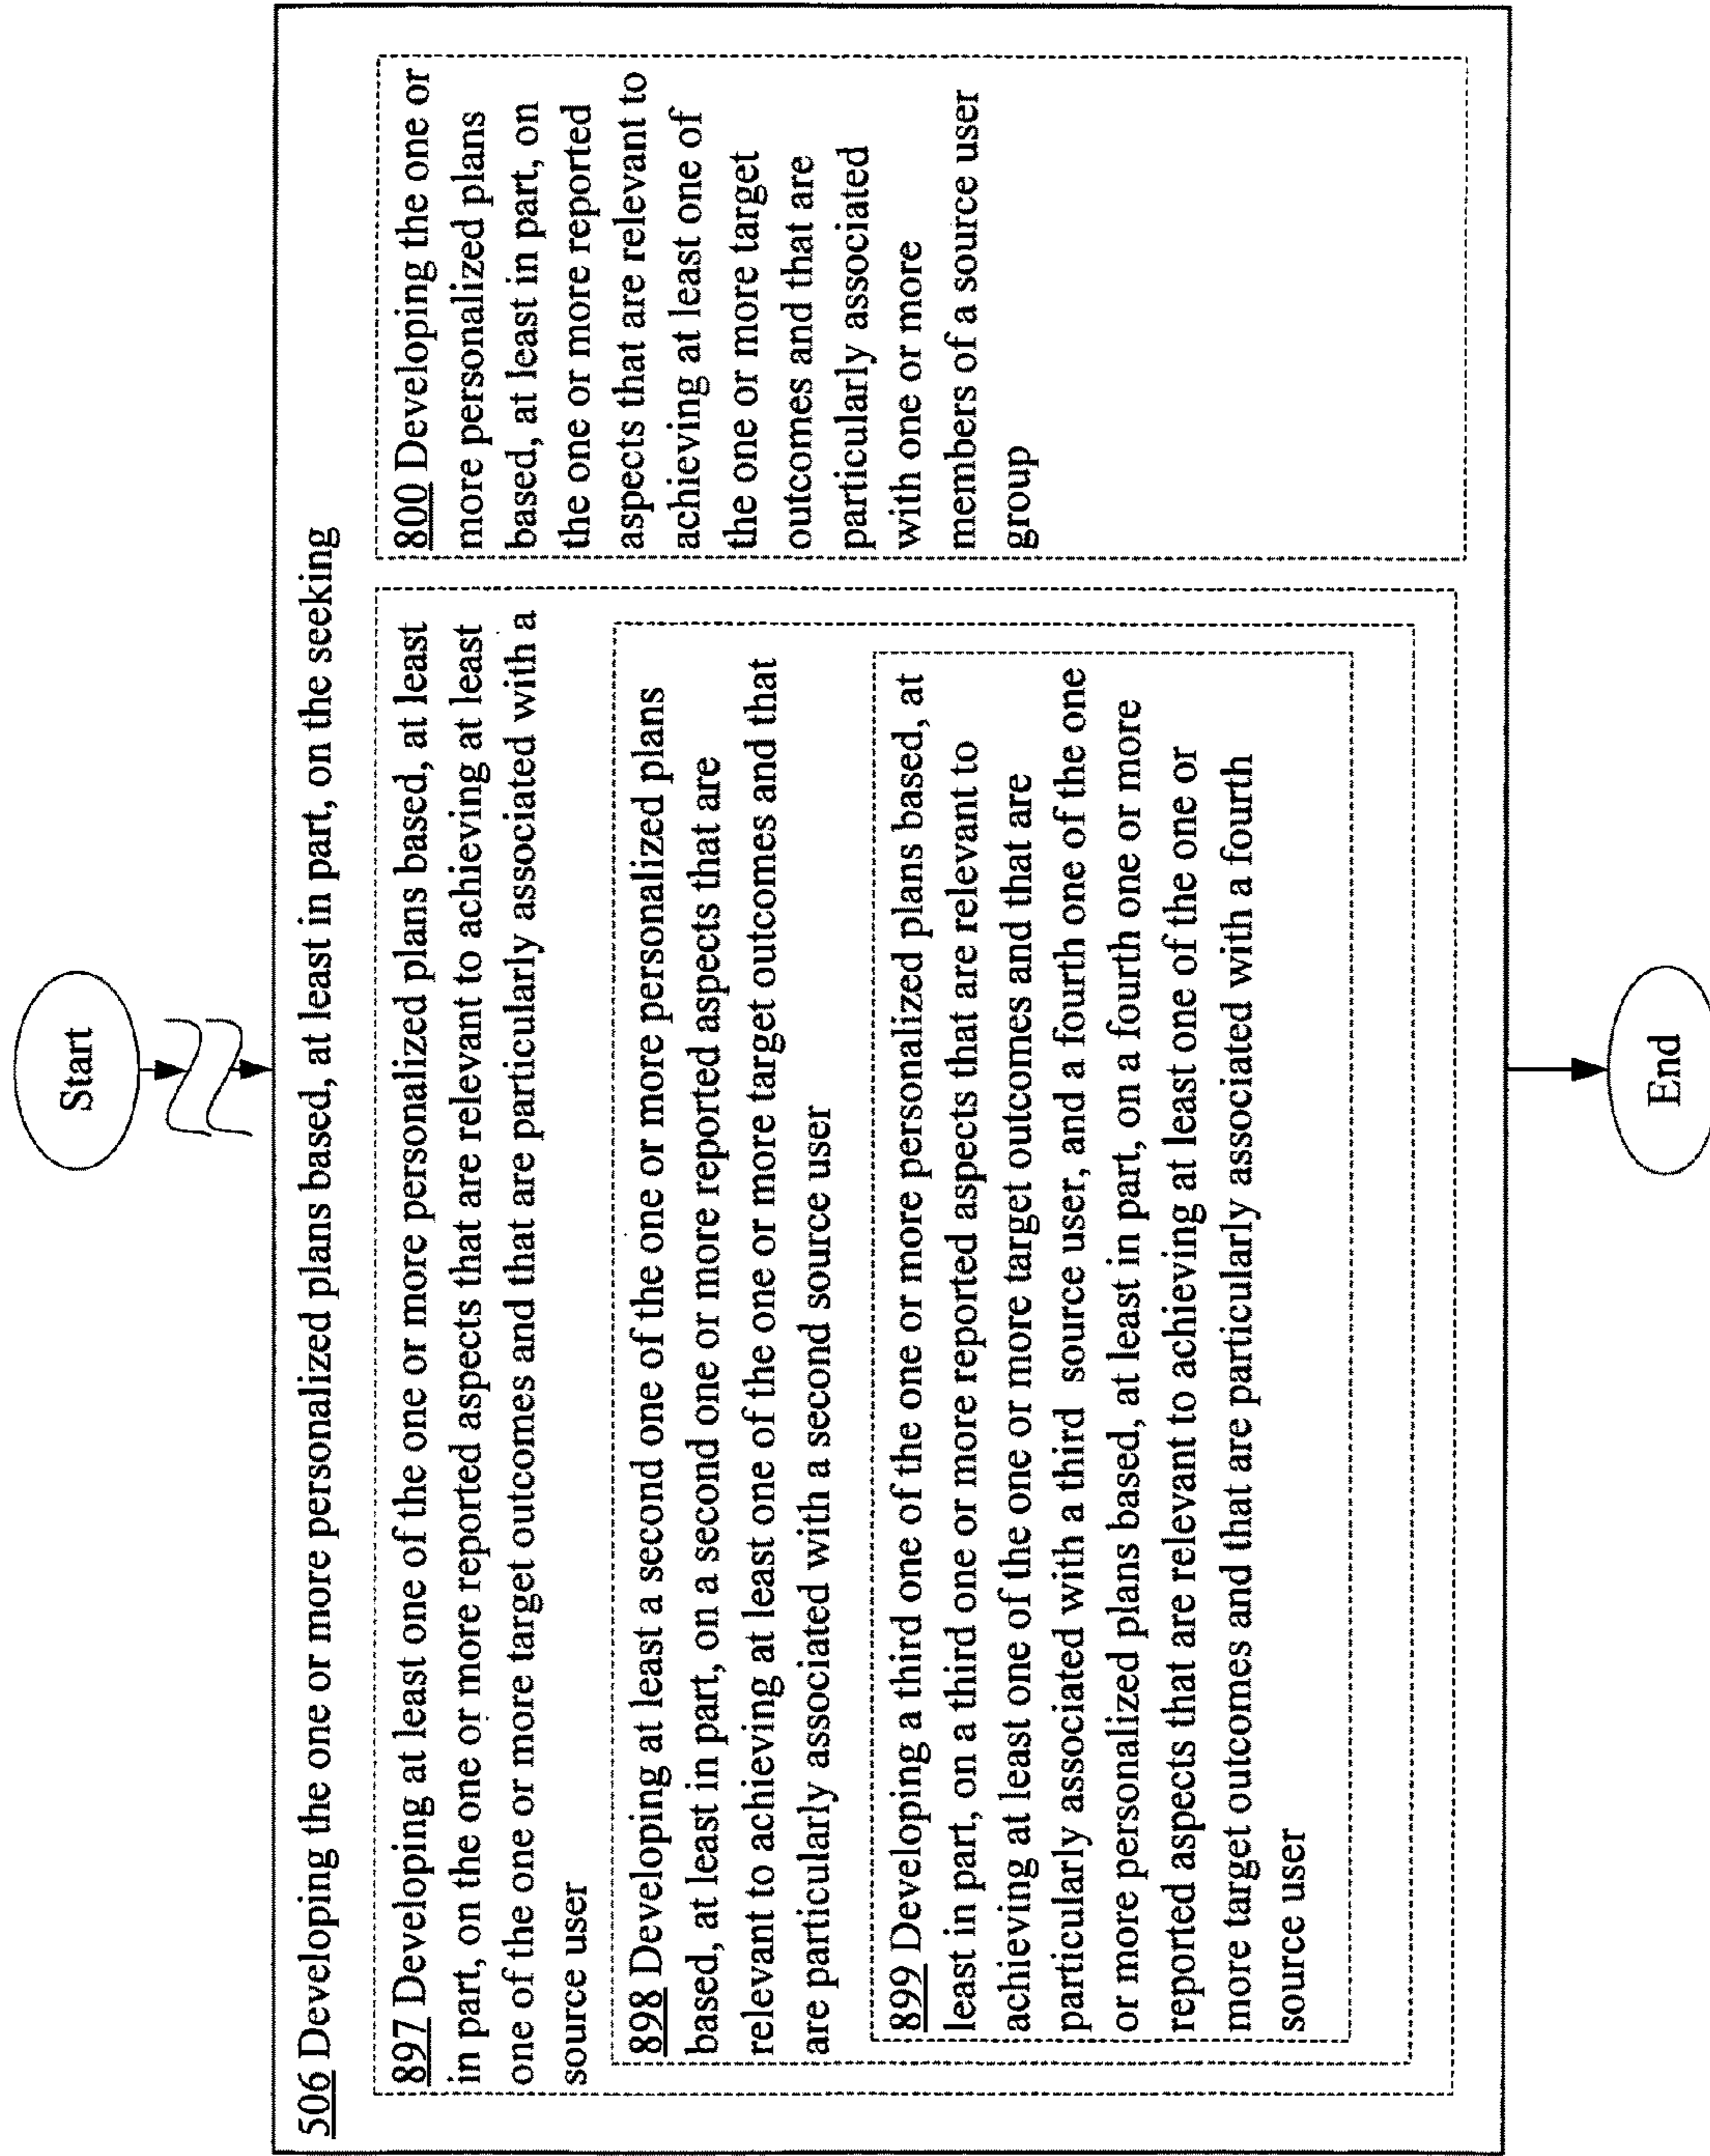 Start
506 Developing the one or more personalized plans based, at least in part, on the seeking
897 Developing at least one of the one or more personalized plans based, at least
in part, on the one or more reported aspects that are relevant to achieving at least
one of the one or more target outcomes and that are particularly associated with a
source user
898 Developing at least a second one of the one or more personalized plans
based, at least in part, on a second one or more reported aspects that are
relevant to achieving at least one of the one or more target outcomes and that
are particularly associated with a second source user
899 Developing a third one of the one or more personalized plans based, at
least in part, on a third one or more reported aspects that are relevant to
achieving at least one of the one or more target outcomes and that are
particularly associated with a third source user, and a fourth one of the one
or more personalized plans based, at least in part, on a fourth one or more
reported aspects that are relevant to achieving at least one of the one or
more target outcomes and that are particularly associated with a fourth
source user
800 Developing the one or
more personalized plans
based, at least in part, on
the one or more reported
aspects that are relevant to
achieving at least one of
the one or more target
outcomes and that are
particularly associated
with one or more
members of a source user
group
End